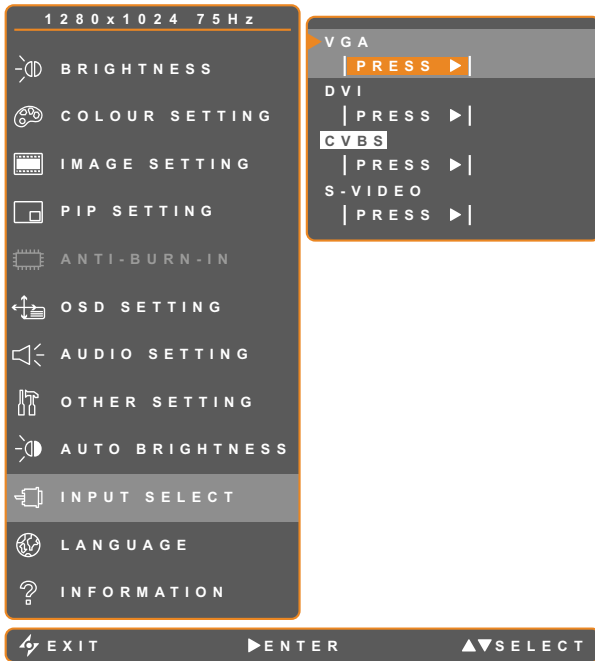 1280x1024 75Hz
BRIGHTNESS
COLOUR SETTING
IMAGE SETTING
PIP SETTING
ANTI-BURN-IN
OSD SETTING
AUDIO SETTING
OTHER SETTING
AUTO BRIGHTNESS
INPUT SELECT
LANGUAGE
INFORMATION
VGA
PRESS
DVI
PRESS
CVBS
PRESS
S-VIDEO
PRESS
EXIT ENTER SELECT